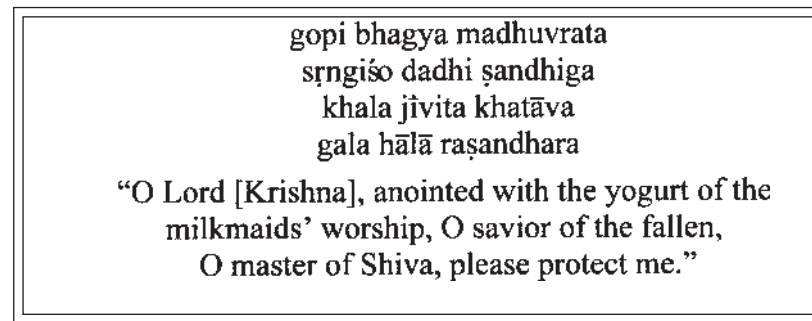 gopi bhagya madhuvrata
sṛngiśo dadhi ṣandhiga
khala jīvita khatāva
gala hālā raṣandhara
“O Lord [Krishna], anointed with the yogurt of the
milkmaids’ worship, O savior of the fallen,
O master of Shiva, please protect me.”